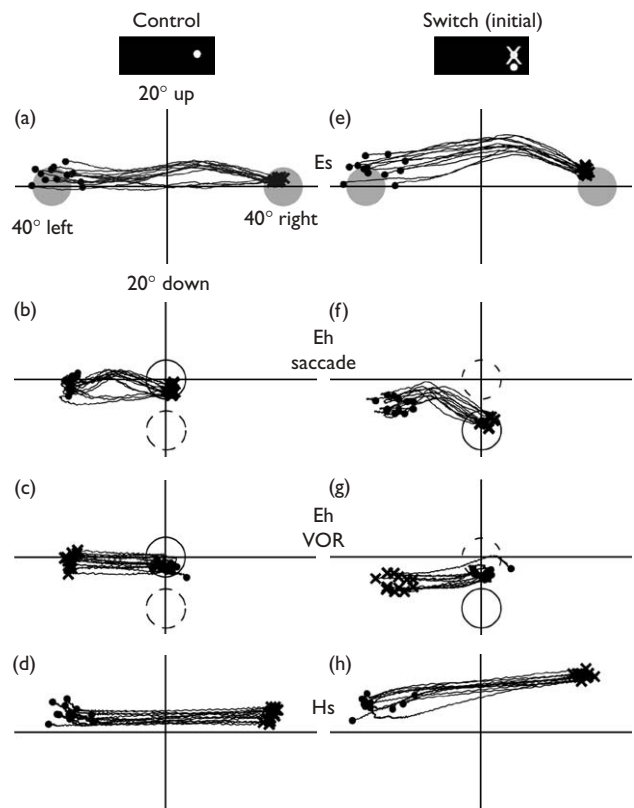 Control
Switch (initial)
20° up
(a)
(e)
Es
40° left
40° right
20° down
(b)
(f)
Eh
saccade
(c)
(g)
Eh
VOR
(d)
(h)
Hs